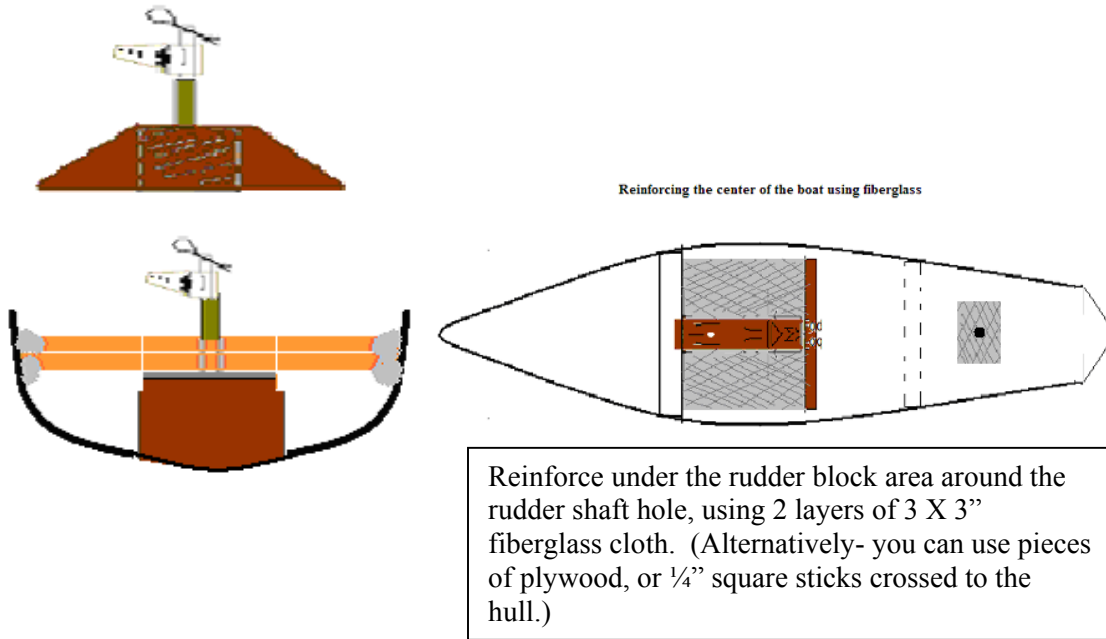 Reinforcing the center of the boat using fiberglass
Reinforce under the rudder block area around the
rudder shaft hole, using 2 layers of 3 X 3”
fiberglass cloth.  (Alternatively- you can use pieces
of plywood, or ¼” square sticks crossed to the
hull.)